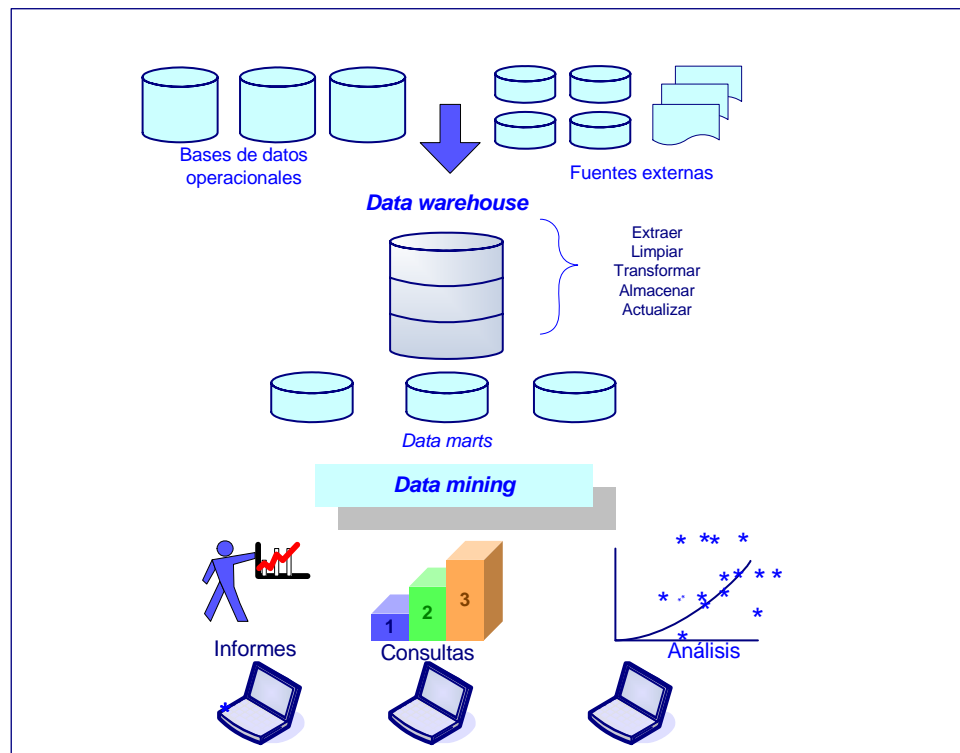 Bases de datos
operacionales
Fuentes externas
Data warehouse
Extraer
Limpiar
Transformar
Almacenar
Actualizar
Data marts
Data mining
1
2
3
Informes
Consultas
Análisis